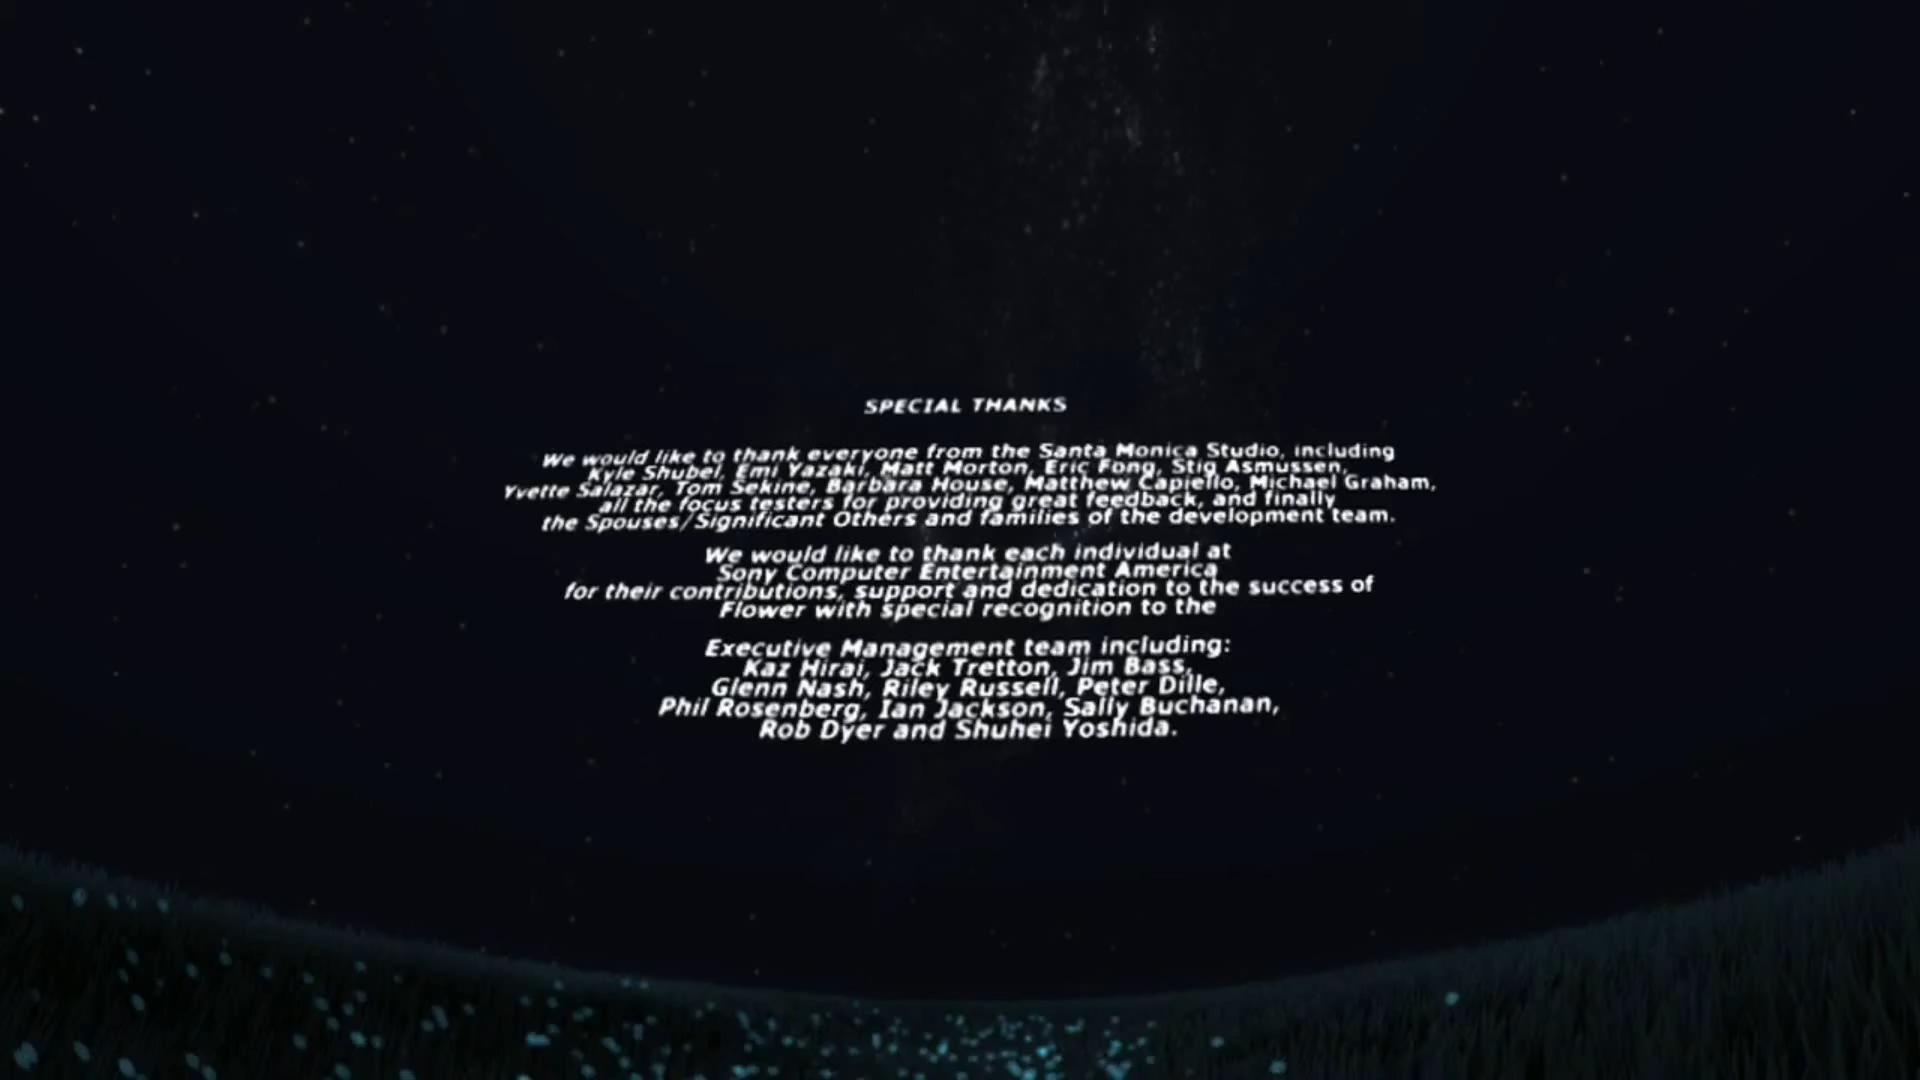 SPECIAL THANKS
We would like to thank everyone from the Santa Monica Studio, including
Kyle Shubel, Emi Yazaki, Matt Morton, Eric Fong, Stig Asmussen,
Yvette Salazar, Tom Sekine, Barbara House, Matthew Capiello, Michael Graham,
all the focus testers for providing great feedback, and finally
the Spouses/Significant Others and families of the development team.
We would like to thank each individual at
Sony Computer Entertainment America
for their contributions, support and dedication to the success of
Flower with special recognition to the
Executive Management team including:
Kaz Hirai, Jack Tretton, Jim Bass,
Glenn Nash, Riley Russell, Peter Dille,
Phil Rosenberg, Ian Jackson, Sally Buchanan,
Rob Dyer and Shuhei Yoshida.